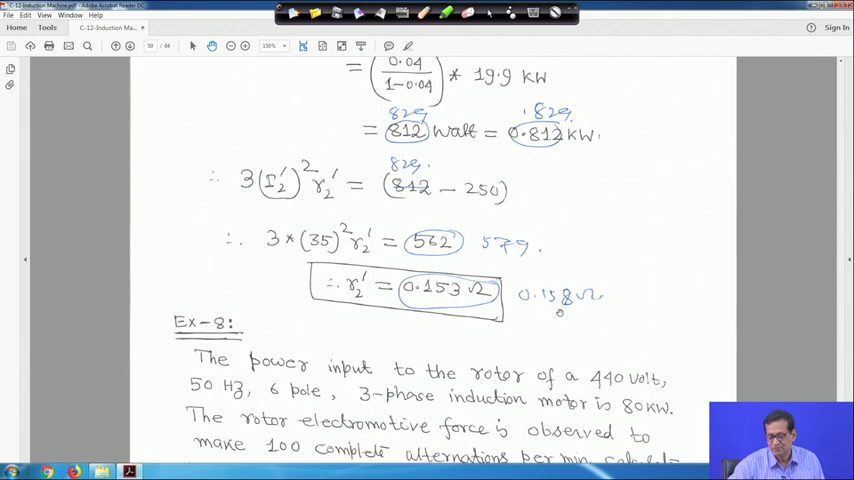 C-12-Induction Machine.pdf - Adobe Acrobat Reader DC
File Edit View Window Help
Home Tools C-12-Induction Ma... × Sign In
59 / 64 150%
= (0.04 / 1-0.04) * 19.9 KW
829 .829
= 812 watt = 0.812 KW.
829.
∴ 3(I₂')² r₂' = (812 - 250)
∴ 3*(35)² r₂' = 562 579.
∴ r₂' = 0.153 Ω 0.158 Ω
Ex-8:
The power input to the rotor of a 440 volt,
50 Hz, 6 pole, 3-phase induction motor is 80KW.
The rotor electromotive force is observed to
make 100 complete alternations per min.